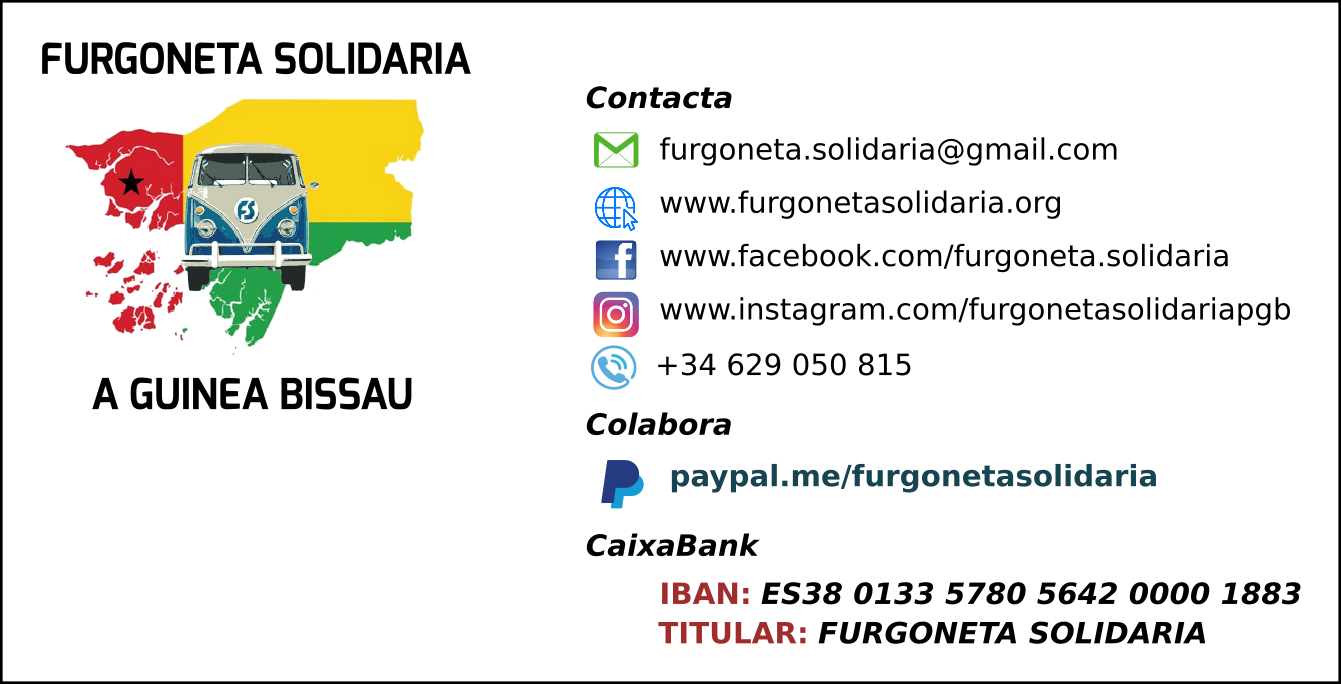 FURGONETA SOLIDARIA
FS
A GUINEA BISSAU
Contacta
furgoneta.solidaria@gmail.com
www.furgonetasolidaria.org
www.facebook.com/furgoneta.solidaria
www.instagram.com/furgonetasolidariapgb
+34 629 050 815
Colabora
paypal.me/furgonetasolidaria
CaixaBank
IBAN: ES38 0133 5780 5642 0000 1883
TITULAR: FURGONETA SOLIDARIA